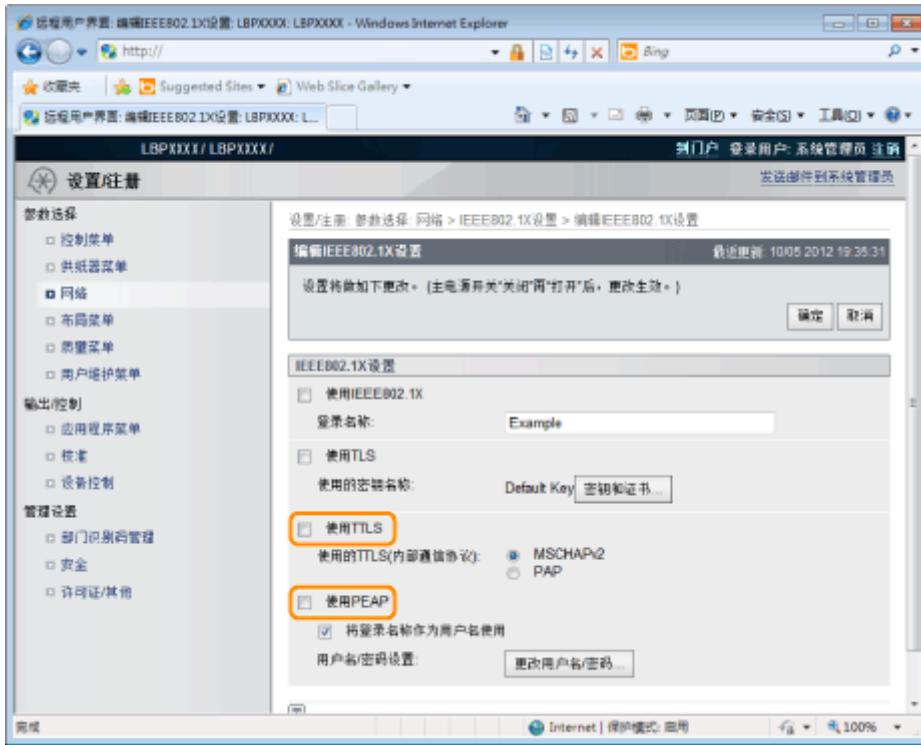 远程用户界面: 编辑IEEE802.1X设置: LBPXXXX: LBPXXXX - Windows Internet Explorer
http://
Bing
收藏夹 Suggested Sites Web Slice Gallery
远程用户界面: 编辑IEEE802.1X设置: LBPXXXX: L... 页面(P) 安全(S) 工具(O)
LBPXXXX / LBPXXXX / 到门户 登录用户: 系统管理员 注销
设置/注册 发送邮件到系统管理员
参数选择
控制菜单
供纸器菜单
网络
布局菜单
质量菜单
用户维护菜单
输出/控制
应用程序菜单
校准
设备控制
管理设置
部门识别码管理
安全
许可证/其他
设置/注册: 参数选择: 网络 > IEEE802.1X设置 > 编辑IEEE802.1X设置
编辑IEEE802.1X设置 最近更新: 10/05 2012 19:35:31
设置将做如下更改。(主电源开关"关闭"再"打开"后，更改生效。)
确定 取消
IEEE802.1X设置
使用IEEE802.1X
登录名称: Example
使用TLS
使用的密钥名称: Default Key 密钥和证书...
使用TTLS
使用的TTLS(内部通信协议): MSCHAPv2
PAP
使用PEAP
将登录名称作为用户名使用
用户名/密码设置: 更改用户名/密码...
完成 Internet | 保护模式: 启用 100%